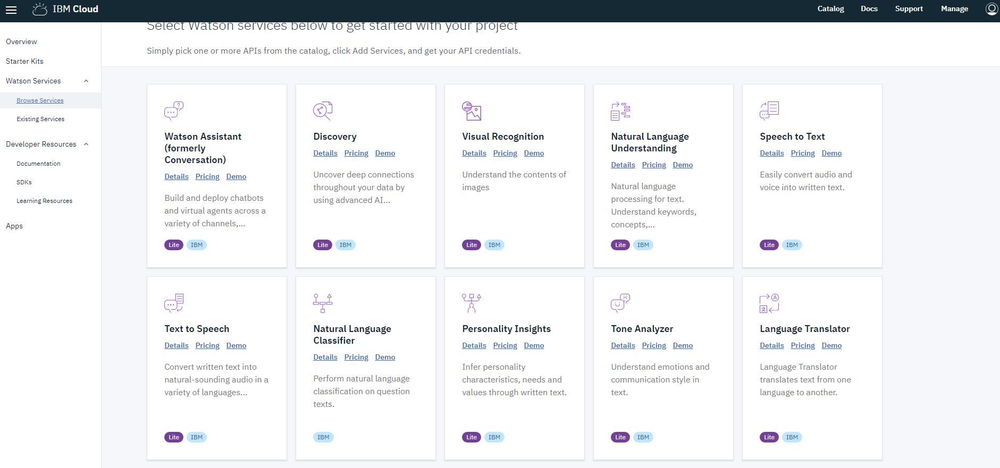 IBM Cloud
Catalog Docs Support Manage
Overview
Starter Kits
Watson Services
Browse Services
Existing Services
Developer Resources
Documentation
SDKs
Learning Resources
Apps
Select Watson services below to get started with your project
Simply pick one or more APIs from the catalog, click Add Services, and get your API credentials.
Watson Assistant
(formerly
Conversation)
Details Pricing Demo
Build and deploy chatbots
and virtual agents across a
variety of channels,...
Lite IBM
Discovery
Details Pricing Demo
Uncover deep connections
throughout your data by
using advanced AI...
Lite IBM
Visual Recognition
Details Pricing Demo
Understand the contents of
images
Lite IBM
Natural Language
Understanding
Details Pricing Demo
Natural language
processing for text.
Understand keywords,
concepts,...
Lite IBM
Speech to Text
Details Pricing Demo
Easily convert audio and
voice into written text.
Lite IBM
Text to Speech
Details Pricing Demo
Convert written text into
natural-sounding audio in a
variety of languages...
Lite IBM
Natural Language
Classifier
Details Pricing Demo
Perform natural language
classification on question
texts.
IBM
Personality Insights
Details Pricing Demo
Infer personality
characteristics, needs and
values through written text.
Lite IBM
Tone Analyzer
Details Pricing Demo
Understand emotions and
communication style in
text.
Lite IBM
Language Translator
Details Pricing Demo
Language Translator
translates text from one
language to another.
Lite IBM